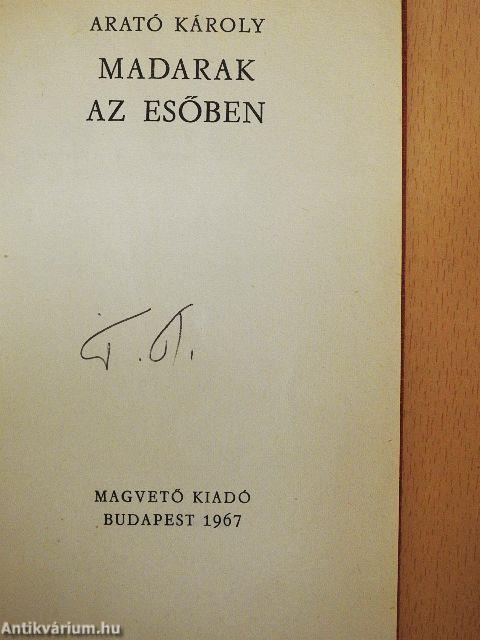 ARATÓ KÁROLY
MADARAK
AZ ESŐBEN
MAGVETŐ KIADÓ
BUDAPEST 1967
Antikvárium.hu